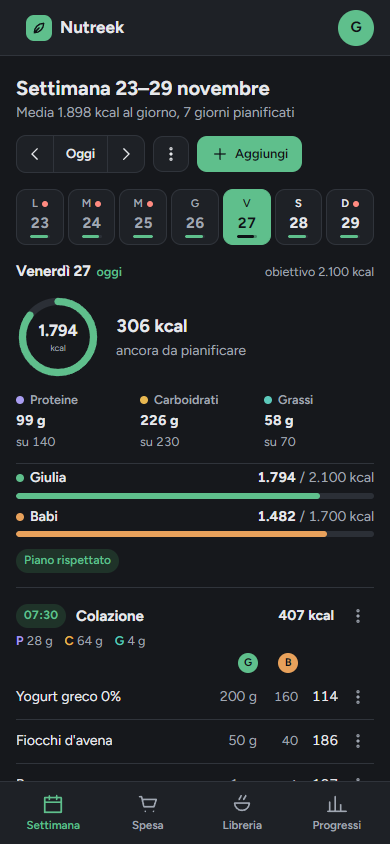 Nutreek
G
Settimana 23–29 novembre
Media 1.898 kcal al giorno, 7 giorni pianificati
Oggi
Aggiungi
L M M G V S D
23 24 25 26 27 28 29
Venerdì 27 oggi
obiettivo 2.100 kcal
1.794
kcal
306 kcal
ancora da pianificare
Proteine
99 g
su 140
Carboidrati
226 g
su 230
Grassi
58 g
su 70
Giulia 1.794 / 2.100 kcal
Babi 1.482 / 1.700 kcal
Piano rispettato
07:30 Colazione 407 kcal
P 28 g C 64 g G 4 g
G B
Yogurt greco 0% 200 g 160 114
Fiocchi d'avena 50 g 40 186
Settimana
Spesa
Libreria
Progressi